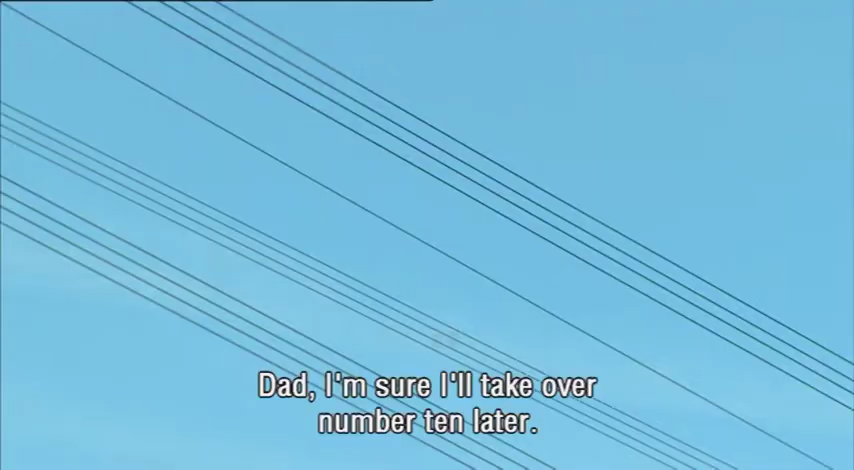 Dad, I'm sure I'll take over
number ten later.